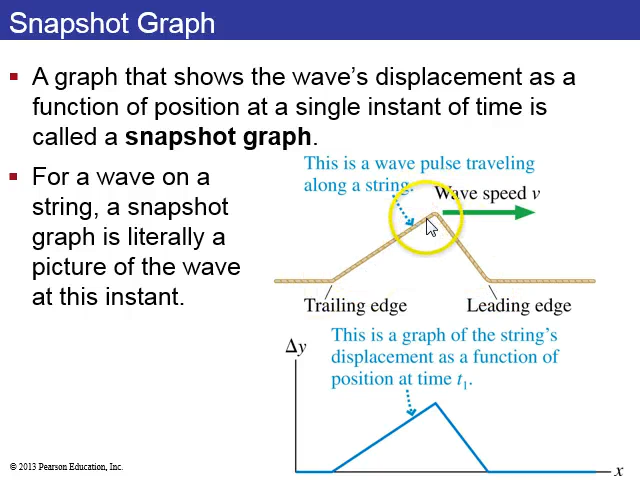 Snapshot Graph
▪ A graph that shows the wave's displacement as a
function of position at a single instant of time is
called a snapshot graph.
▪ For a wave on a
string, a snapshot
graph is literally a
picture of the wave
at this instant.
This is a wave pulse traveling
along a string.
Wave speed v
Trailing edge
Leading edge
This is a graph of the string's
displacement as a function of
position at time t₁.
Δy
x
© 2013 Pearson Education, Inc.